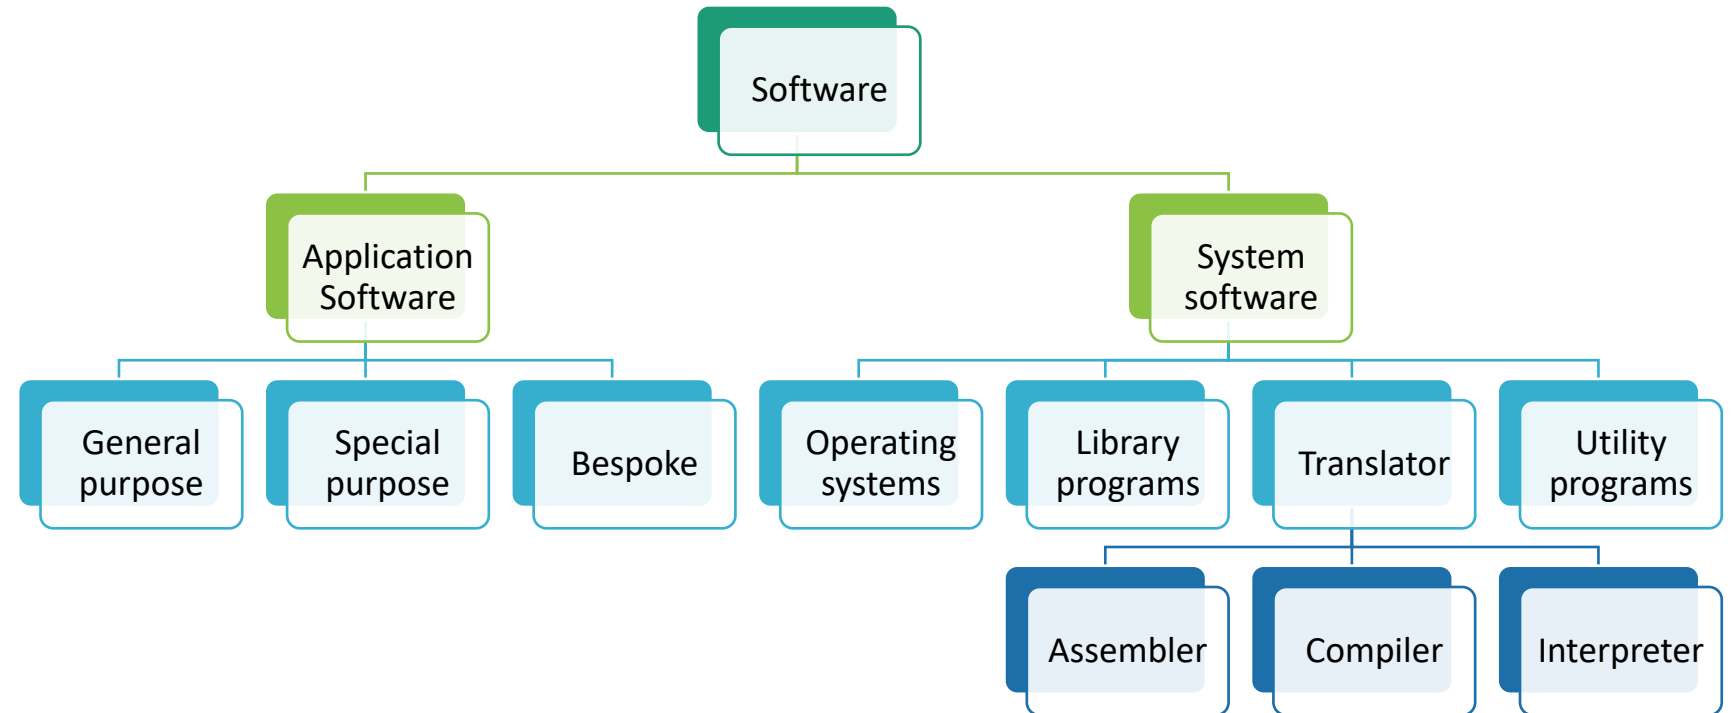 Software
Application
Software
System
software
General
purpose
Special
purpose
Bespoke
Operating
systems
Library
programs
Translator
Utility
programs
Assembler
Compiler
Interpreter